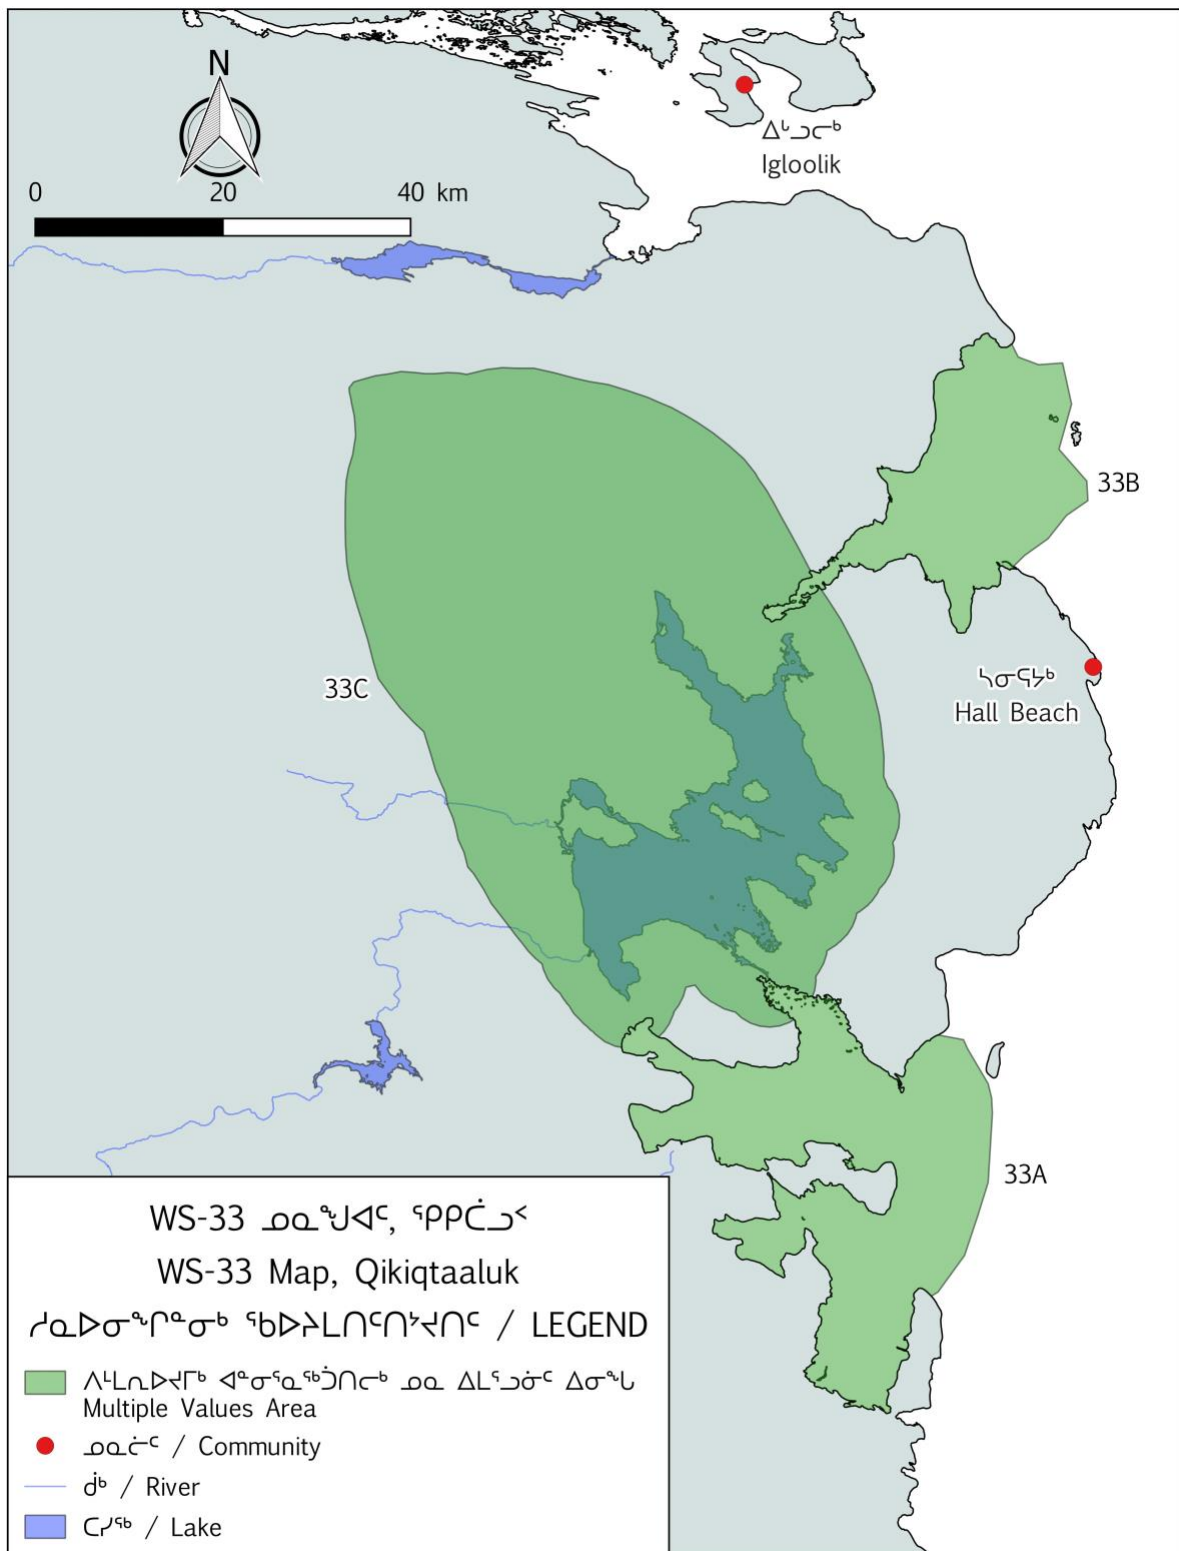 N
0 20 40 km
ᐃᒡᓗᓕᒃ
Igloolik
33B
ᓴᓂᕋᔭᒃ
Hall Beach
33C
33A
WS-33 ᓄᓇᙳᐊᑦ, ᕿᑭᖅᑖᓗᒃ
WS-33 Map, Qikiqtaaluk
ᓱᓇᐅᓂᖏᓐᓂᒃ ᖃᐅᔨᒪᑎᑦᑎᔾᔪᑎᑦ / LEGEND
Multiple Values Area
ᓄᓇᓖᑦ / Community
ᑰᒃ / River
ᑕᓯᖅ / Lake